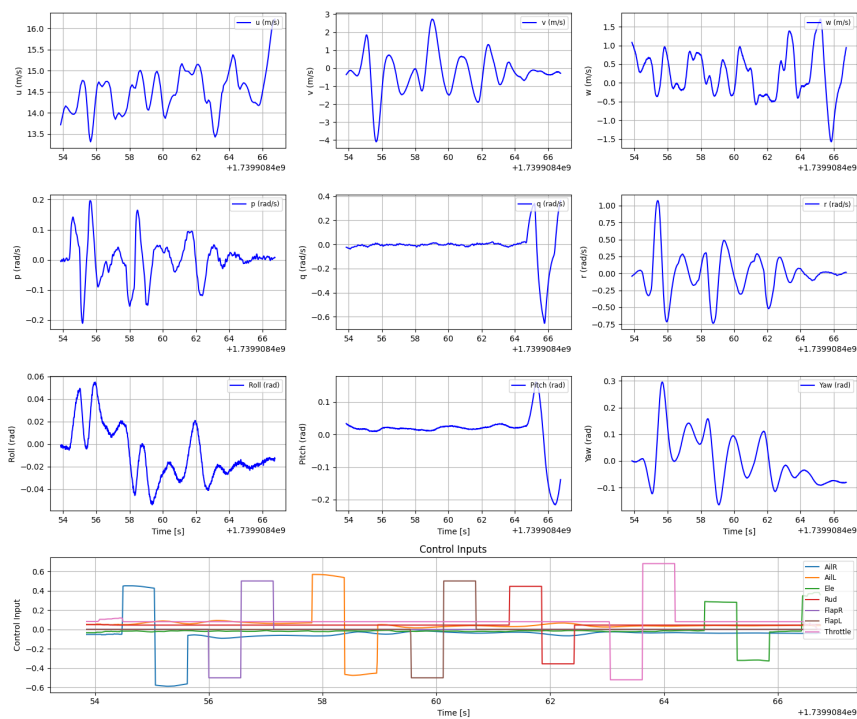 u (m/s)
v (m/s)
w (m/s)
16.0
15.5
15.0
14.5
14.0
13.5
u (m/s)
54 56 58 60 62 64 66
+1.7399084e9
3
2
1
0
−1
−2
−3
−4
v (m/s)
54 56 58 60 62 64 66
+1.7399084e9
1.5
1.0
0.5
0.0
−0.5
−1.0
−1.5
w (m/s)
54 56 58 60 62 64 66
+1.7399084e9
p (rad/s)
q (rad/s)
r (rad/s)
0.2
0.1
0.0
−0.1
−0.2
p (rad/s)
54 56 58 60 62 64 66
+1.7399084e9
0.4
0.2
0.0
−0.2
−0.4
−0.6
q (rad/s)
54 56 58 60 62 64 66
+1.7399084e9
1.00
0.75
0.50
0.25
0.00
−0.25
−0.50
−0.75
r (rad/s)
54 56 58 60 62 64 66
+1.7399084e9
Roll (rad)
Pitch (rad)
Yaw (rad)
0.06
0.04
0.02
0.00
−0.02
−0.04
Roll (rad)
54 56 58 60 62 64 66
Time [s]
+1.7399084e9
0.1
0.0
−0.1
−0.2
Pitch (rad)
54 56 58 60 62 64 66
Time [s]
+1.7399084e9
0.3
0.2
0.1
0.0
−0.1
Yaw (rad)
54 56 58 60 62 64 66
Time [s]
+1.7399084e9
Control Inputs
AilR
AilL
Ele
Rud
FlapR
FlapL
Throttle
0.6
0.4
0.2
0.0
−0.2
−0.4
−0.6
Control Input
54 56 58 60 62 64 66
Time [s]
+1.7399084e9